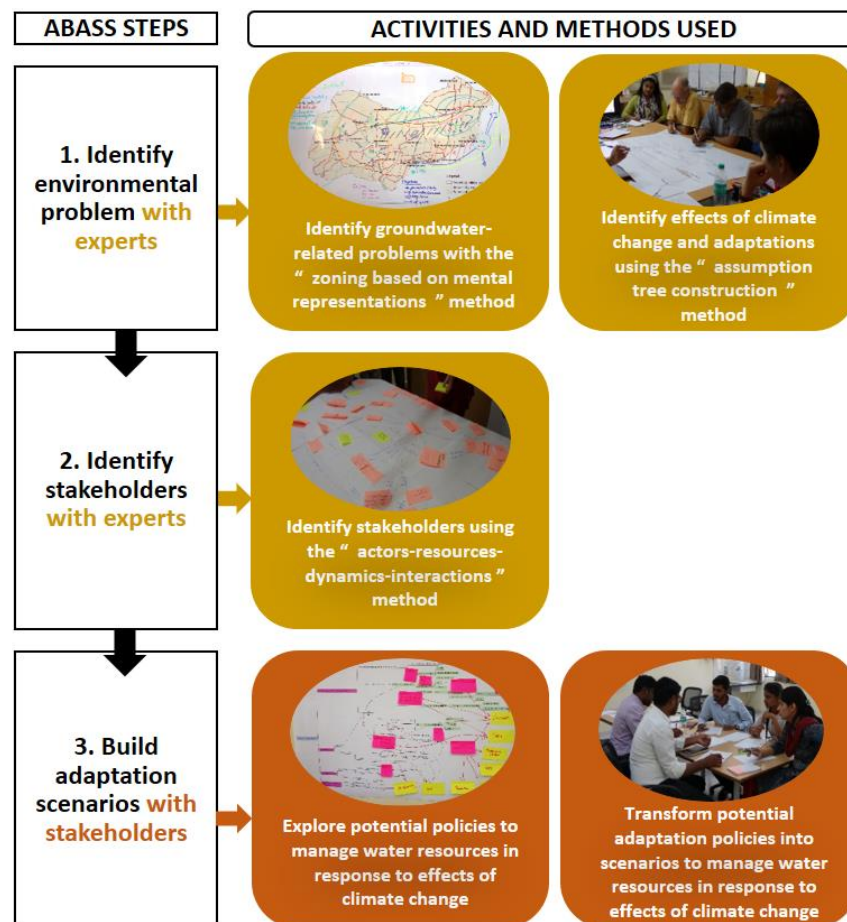 ABASS STEPS
ACTIVITIES AND METHODS USED
1. Identify
environmental
problem with
experts
Identify groundwater-
related problems with the
“ zoning based on mental
representations ” method
Identify effects of climate
change and adaptations
using the “ assumption
tree construction ”
method
2. Identify
stakeholders
with experts
Identify stakeholders using
the “ actors-resources-
dynamics-interactions ”
method
3. Build
adaptation
scenarios with
stakeholders
Explore potential policies to
manage water resources in
response to effects of
climate change
Transform potential
adaptation policies into
scenarios to manage water
resources in response to
effects of climate change